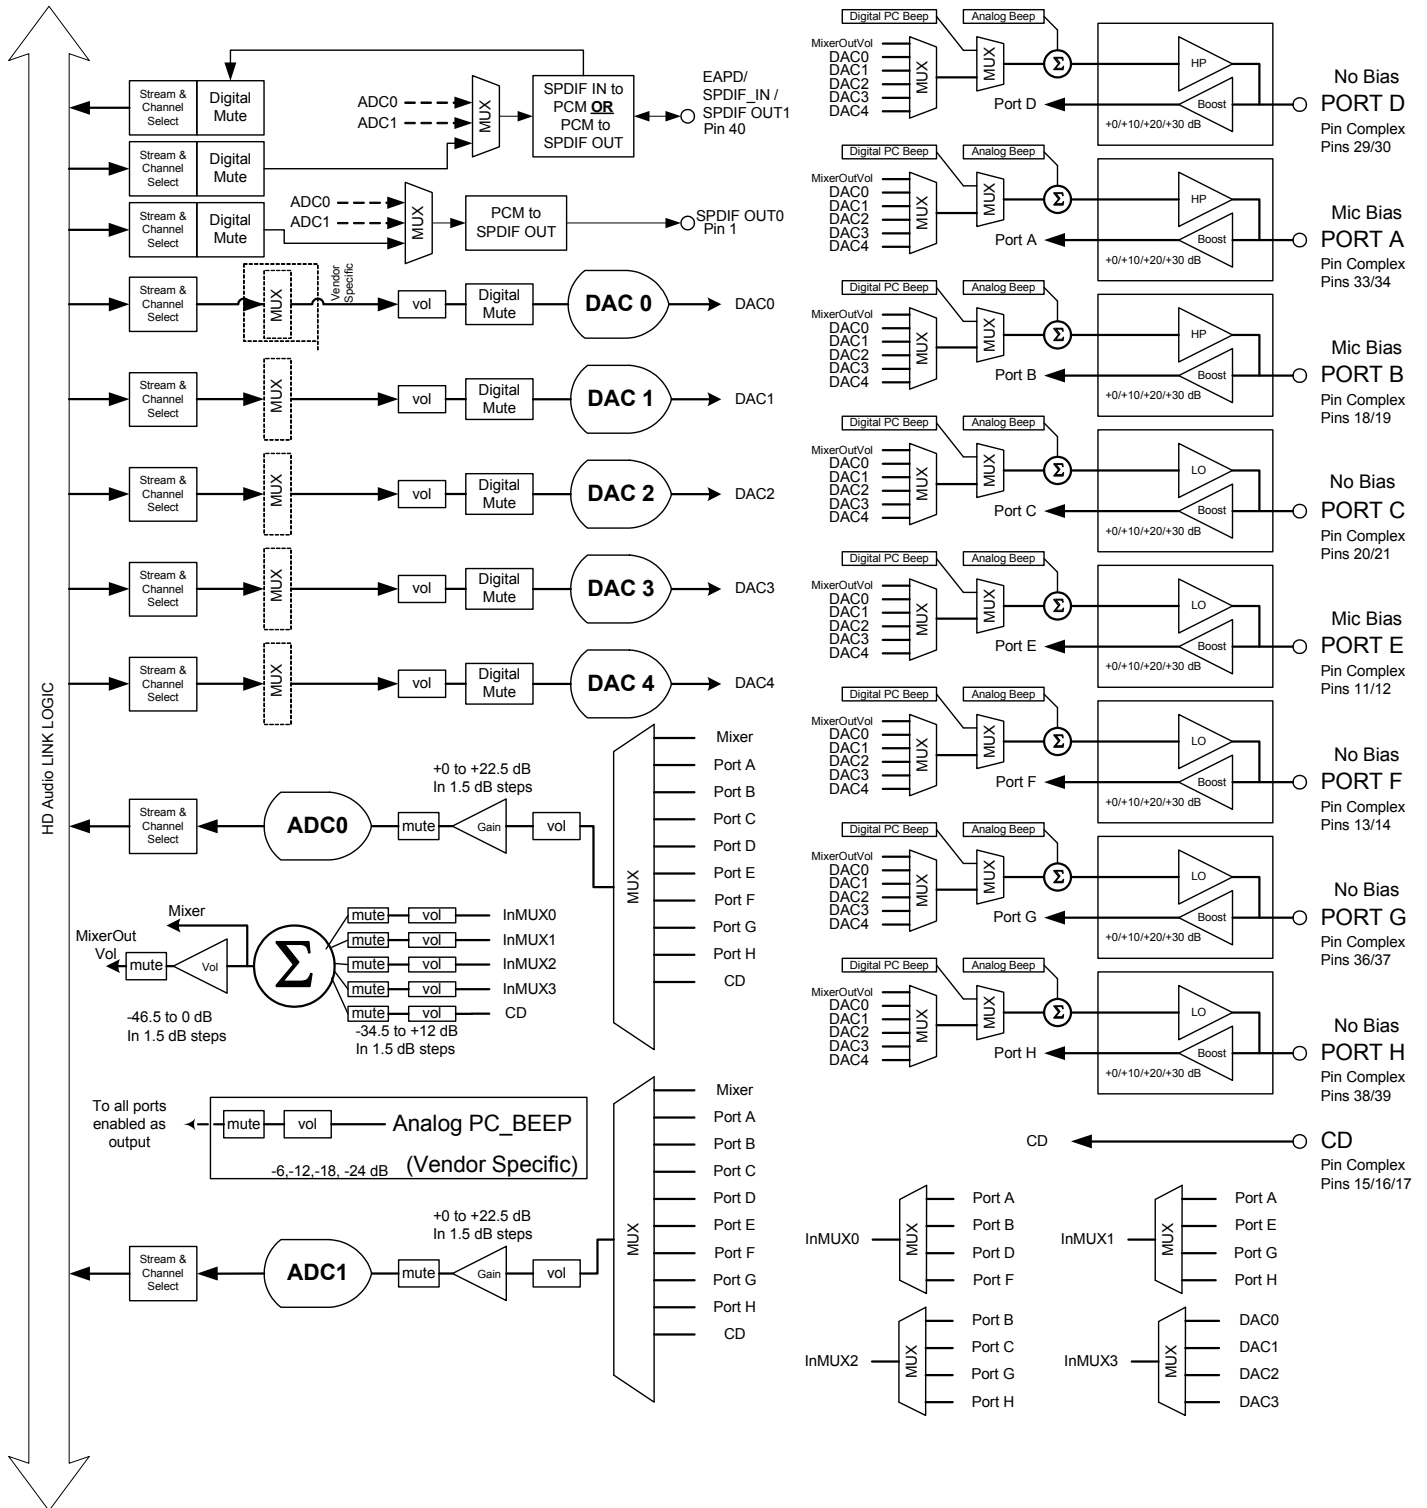 HD Audio LINK LOGIC
Stream &
Channel
Select
Digital
Mute
ADC0
ADC1
MUX
SPDIF IN to
PCM OR
PCM to
SPDIF OUT
EAPD/
SPDIF_IN /
SPDIF OUT1
Pin 40
Stream &
Channel
Select
Digital
Mute
Stream &
Channel
Select
Digital
Mute
ADC0
ADC1
MUX
PCM to
SPDIF OUT
SPDIF OUT0
Pin 1
Stream &
Channel
Select
MUX
Vendor
Specific
vol
Digital
Mute
DAC 0
DAC0
Stream &
Channel
Select
MUX
vol
Digital
Mute
DAC 1
DAC1
Stream &
Channel
Select
MUX
vol
Digital
Mute
DAC 2
DAC2
Stream &
Channel
Select
MUX
vol
Digital
Mute
DAC 3
DAC3
Stream &
Channel
Select
MUX
vol
Digital
Mute
DAC 4
DAC4
Stream &
Channel
Select
ADC0
mute
Gain
+0 to +22.5 dB
In 1.5 dB steps
vol
MUX
Mixer
Port A
Port B
Port C
Port D
Port E
Port F
Port G
Port H
CD
Mixer
MixerOut
Vol
mute
Vol
-46.5 to 0 dB
In 1.5 dB steps
Σ
mute
vol
InMUX0
mute
vol
InMUX1
mute
vol
InMUX2
mute
vol
InMUX3
mute
vol
CD
-34.5 to +12 dB
In 1.5 dB steps
To all ports
enabled as
output
mute
vol
Analog PC_BEEP
-6,-12,-18, -24 dB
(Vendor Specific)
Stream &
Channel
Select
ADC1
mute
Gain
+0 to +22.5 dB
In 1.5 dB steps
vol
MUX
Mixer
Port A
Port B
Port C
Port D
Port E
Port F
Port G
Port H
CD
Digital PC Beep
Analog Beep
MixerOutVol
DAC0
DAC1
DAC2
DAC3
DAC4
MUX
MUX
Σ
HP
Boost
Port D
+0/+10/+20/+30 dB
No Bias
PORT D
Pin Complex
Pins 29/30
Digital PC Beep
Analog Beep
MixerOutVol
DAC0
DAC1
DAC2
DAC3
DAC4
MUX
MUX
Σ
HP
Boost
Port A
+0/+10/+20/+30 dB
Mic Bias
PORT A
Pin Complex
Pins 33/34
Digital PC Beep
Analog Beep
MixerOutVol
DAC0
DAC1
DAC2
DAC3
DAC4
MUX
MUX
Σ
HP
Boost
Port B
+0/+10/+20/+30 dB
Mic Bias
PORT B
Pin Complex
Pins 18/19
Digital PC Beep
Analog Beep
MixerOutVol
DAC0
DAC1
DAC2
DAC3
DAC4
MUX
MUX
Σ
LO
Boost
Port C
+0/+10/+20/+30 dB
No Bias
PORT C
Pin Complex
Pins 20/21
Digital PC Beep
Analog Beep
MixerOutVol
DAC0
DAC1
DAC2
DAC3
DAC4
MUX
MUX
Σ
LO
Boost
Port E
+0/+10/+20/+30 dB
Mic Bias
PORT E
Pin Complex
Pins 11/12
Digital PC Beep
Analog Beep
MixerOutVol
DAC0
DAC1
DAC2
DAC3
DAC4
MUX
MUX
Σ
LO
Boost
Port F
+0/+10/+20/+30 dB
No Bias
PORT F
Pin Complex
Pins 13/14
Digital PC Beep
Analog Beep
MixerOutVol
DAC0
DAC1
DAC2
DAC3
DAC4
MUX
MUX
Σ
LO
Boost
Port G
+0/+10/+20/+30 dB
No Bias
PORT G
Pin Complex
Pins 36/37
Digital PC Beep
Analog Beep
MixerOutVol
DAC0
DAC1
DAC2
DAC3
DAC4
MUX
MUX
Σ
LO
Boost
Port H
+0/+10/+20/+30 dB
No Bias
PORT H
Pin Complex
Pins 38/39
CD
CD
Pin Complex
Pins 15/16/17
InMUX0
MUX
Port A
Port B
Port D
Port F
InMUX1
MUX
Port A
Port E
Port G
Port H
InMUX2
MUX
Port B
Port C
Port G
Port H
InMUX3
MUX
DAC0
DAC1
DAC2
DAC3